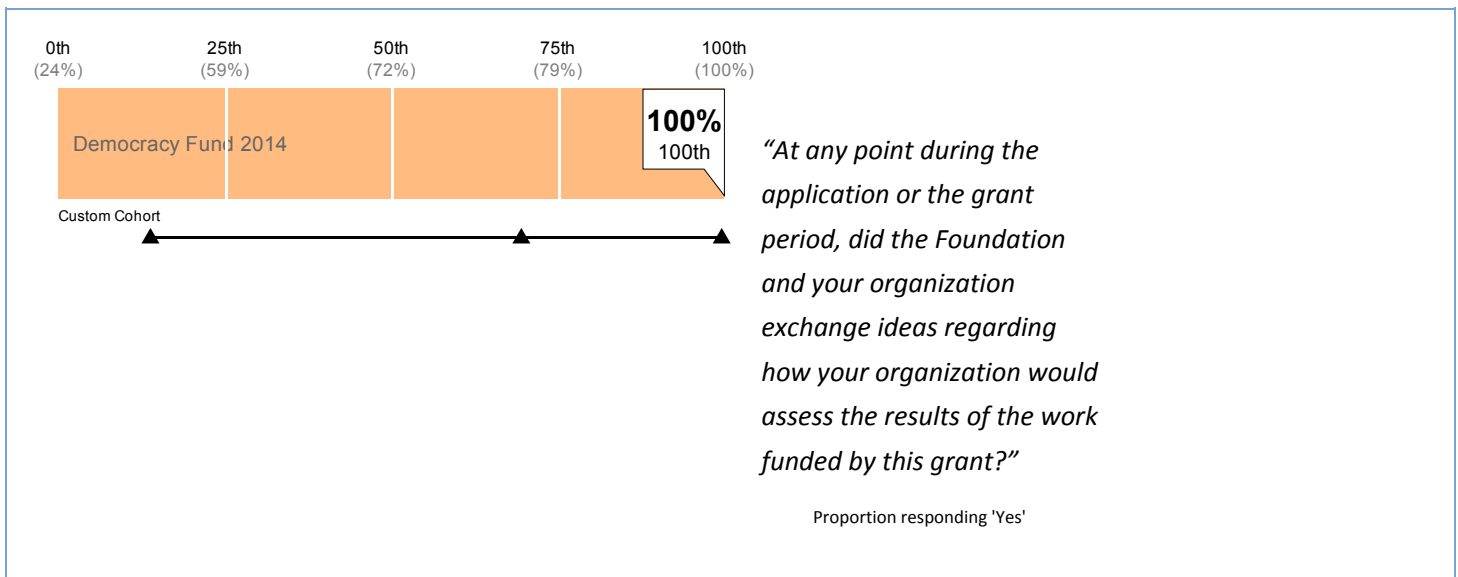 0th 25th 50th 75th 100th
(24%) (59%) (72%) (79%) (100%)
Democracy Fund 2014
100%
100th
Custom Cohort
“At any point during the
application or the grant
period, did the Foundation
and your organization
exchange ideas regarding
how your organization would
assess the results of the work
funded by this grant?”
Proportion responding 'Yes'